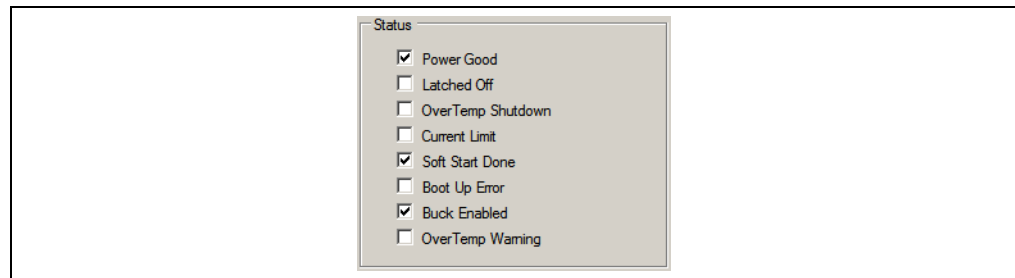 Status
Power Good
Latched Off
OverTemp Shutdown
Current Limit
Soft Start Done
Boot Up Error
Buck Enabled
OverTemp Warning